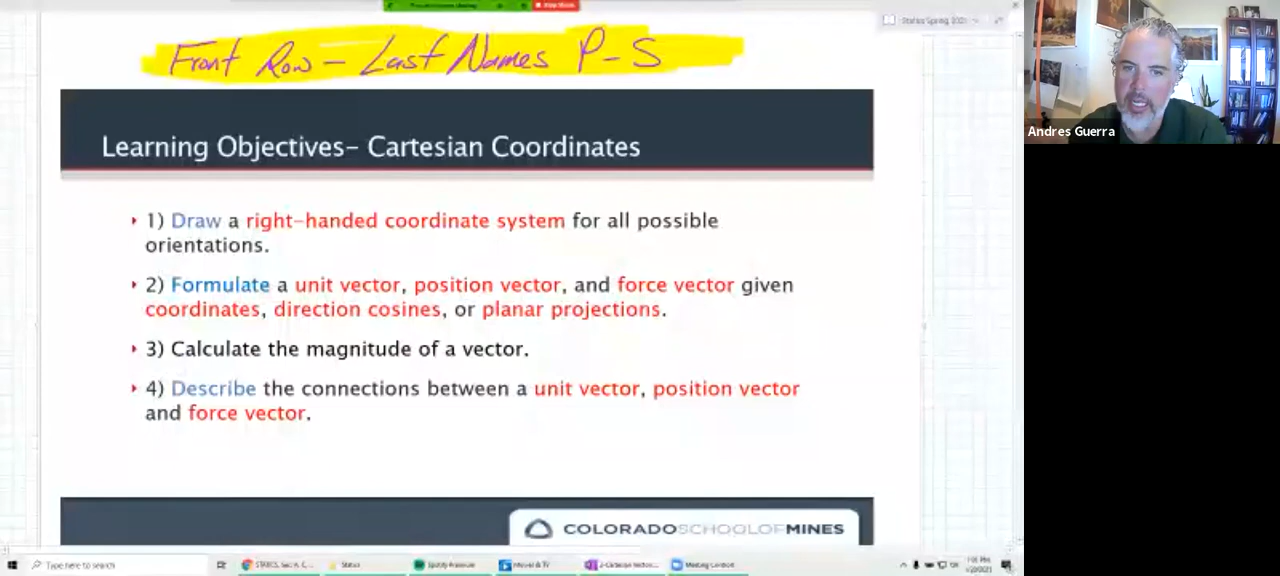 Front Row - Last Names P-S
Learning Objectives- Cartesian Coordinates
1) Draw a right-handed coordinate system for all possible
orientations.
2) Formulate a unit vector, position vector, and force vector given
coordinates, direction cosines, or planar projections.
3) Calculate the magnitude of a vector.
4) Describe the connections between a unit vector, position vector
and force vector.
COLORADOSCHOOLOFMINES
Andres Guerra
Type here to search